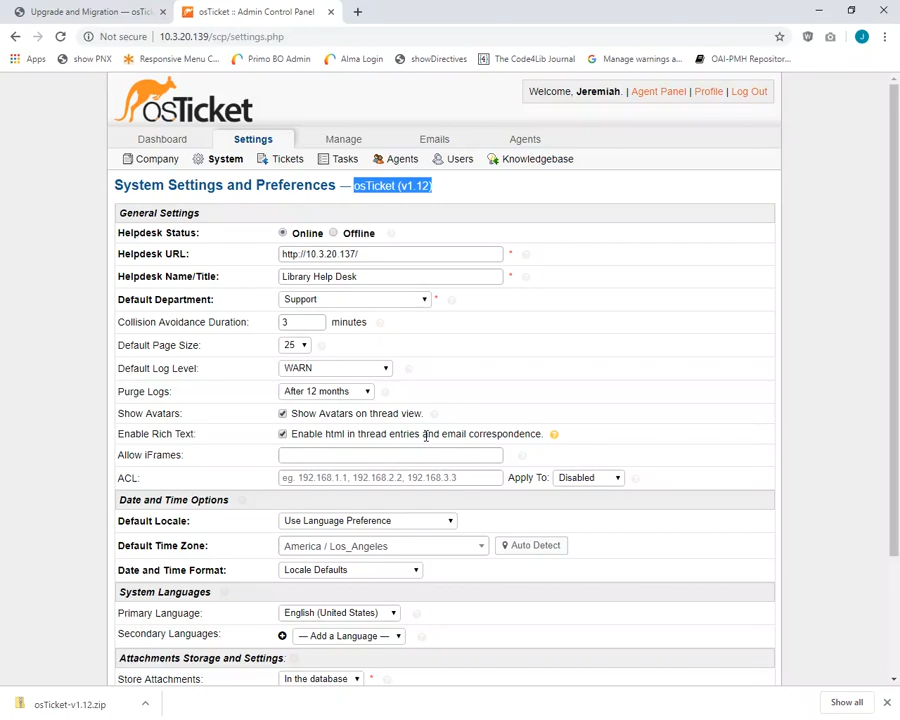 Upgrade and Migration — osTic
osTicket :: Admin Control Panel
Not secure
10.3.20.139/scp/settings.php
J
Apps
show PNX
Responsive Menu C...
Primo BO Admin
Alma Login
showDirectives
The Code4Lib Journal
Manage warnings a...
OAI-PMH Repositor...
osTicket
Welcome, Jeremiah. | Agent Panel | Profile | Log Out
Dashboard
Settings
Manage
Emails
Agents
Company
System
Tickets
Tasks
Agents
Users
Knowledgebase
System Settings and Preferences — osTicket (v1.12)
General Settings
Helpdesk Status: Online Offline
Helpdesk URL: http://10.3.20.137/ *
Helpdesk Name/Title: Library Help Desk *
Default Department: Support *
Collision Avoidance Duration: 3 minutes
Default Page Size: 25
Default Log Level: WARN
Purge Logs: After 12 months
Show Avatars: Show Avatars on thread view.
Enable Rich Text: Enable html in thread entries and email correspondence.
Allow iFrames:
ACL: eg. 192.168.1.1, 192.168.2.2, 192.168.3.3 Apply To: Disabled
Date and Time Options
Default Locale: Use Language Preference
Default Time Zone: America / Los_Angeles Auto Detect
Date and Time Format: Locale Defaults
System Languages
Primary Language: English (United States)
Secondary Languages: — Add a Language —
Attachments Storage and Settings:
Store Attachments: In the database *
osTicket-v1.12.zip
Show all